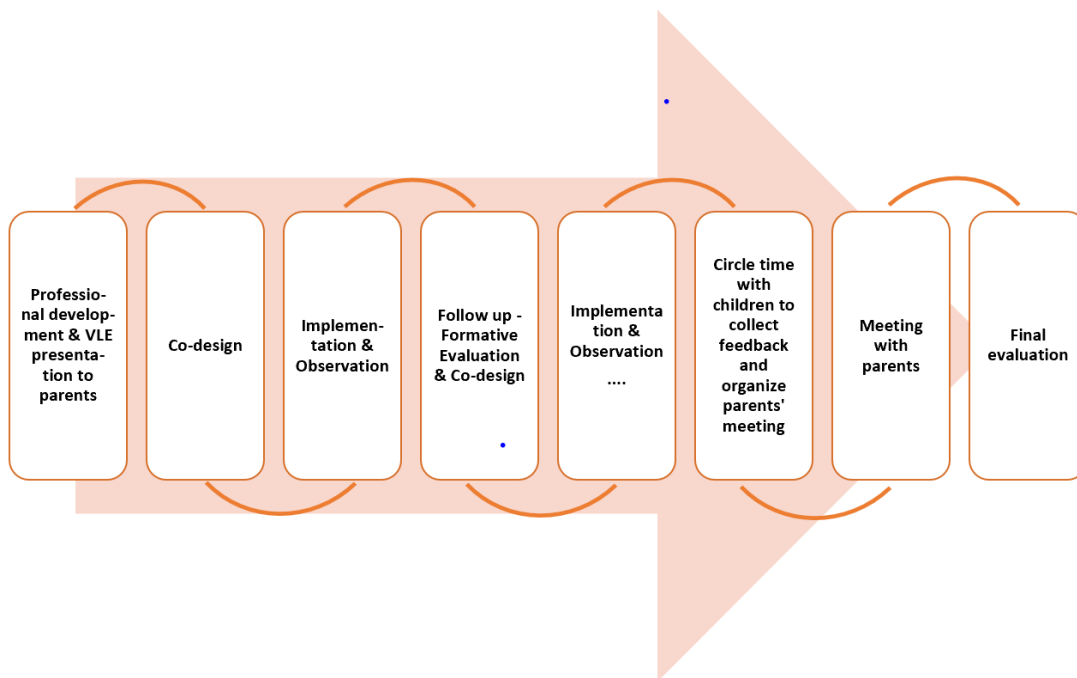 Professio-
nal develop-
ment & VLE
presenta-
tion to
parents
Co-design
Implemen-
tation &
Observation
Follow up -
Formative
Evaluation
& Co-design
Implementa
tion &
Observation
....
Circle time
with
children to
collect
feedback
and
organize
parents'
meeting
Meeting
with
parents
Final
evaluation